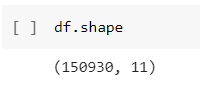 [ ] df.shape
(150930, 11)